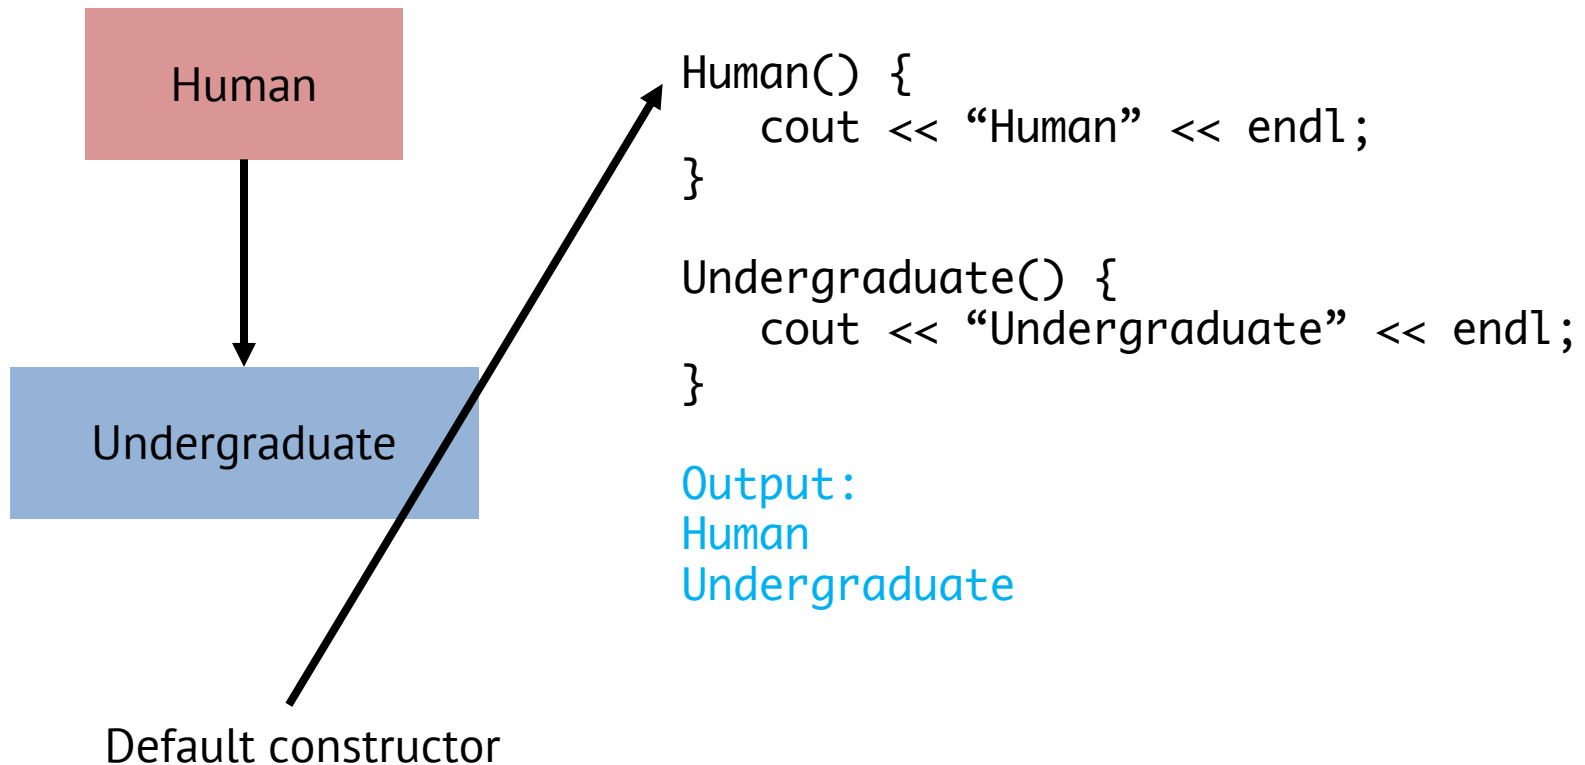 Human
Undergraduate
Default constructor
Human() {
   cout << “Human” << endl;
}
Undergraduate() {
   cout << “Undergraduate” << endl;
}
Output:
Human
Undergraduate